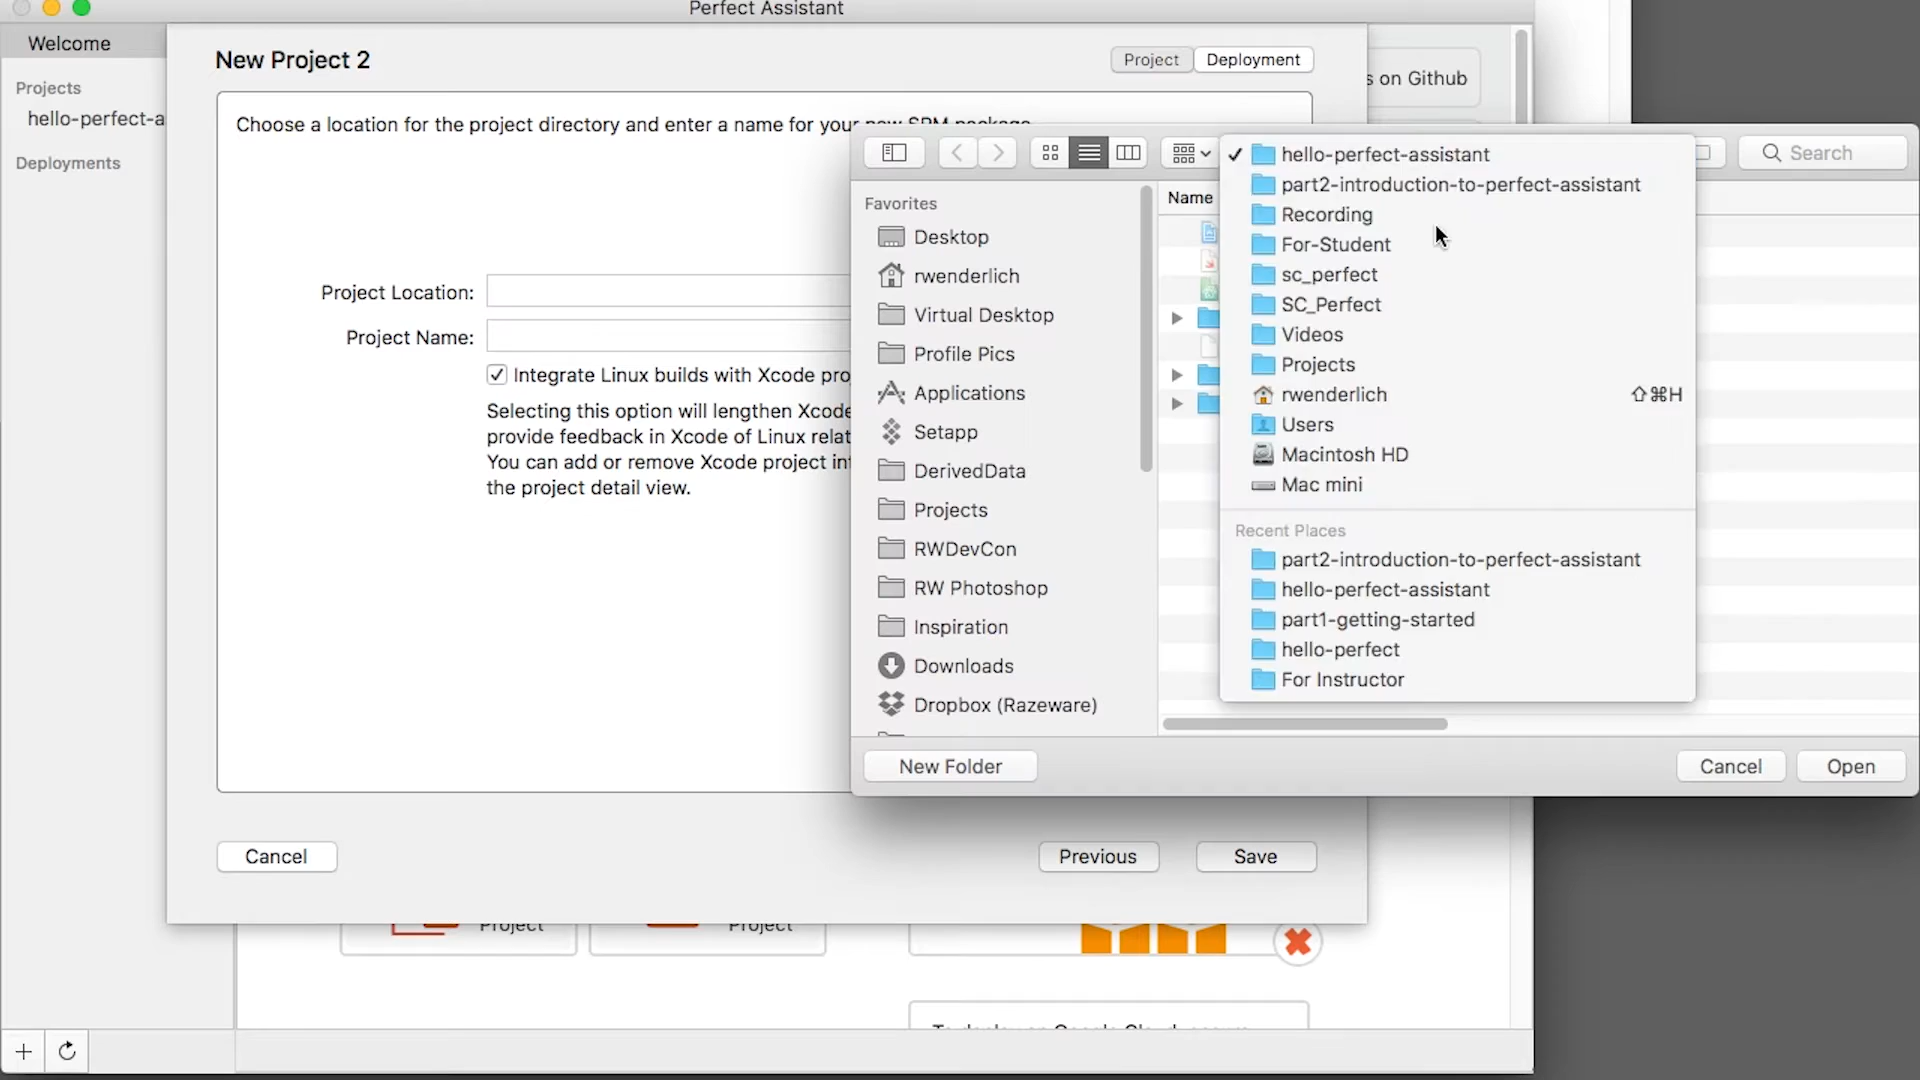 Perfect Assistant
Welcome
Projects
hello-perfect-a
Deployments
New Project 2
Project
Deployment
s on Github
Choose a location for the project directory and enter a name for your new SPM package.
Project Location:
Project Name:
Integrate Linux builds with Xcode pro
Selecting this option will lengthen Xcode
provide feedback in Xcode of Linux relat
You can add or remove Xcode project in
the project detail view.
Cancel
Previous
Save
Project
Project
Search
Favorites
Desktop
rwenderlich
Virtual Desktop
Profile Pics
Applications
Setapp
DerivedData
Projects
RWDevCon
RW Photoshop
Inspiration
Downloads
Dropbox (Razeware)
Name
hello-perfect-assistant
part2-introduction-to-perfect-assistant
Recording
For-Student
sc_perfect
SC_Perfect
Videos
Projects
rwenderlich ⇧⌘H
Users
Macintosh HD
Mac mini
Recent Places
part2-introduction-to-perfect-assistant
hello-perfect-assistant
part1-getting-started
hello-perfect
For Instructor
New Folder
Cancel
Open